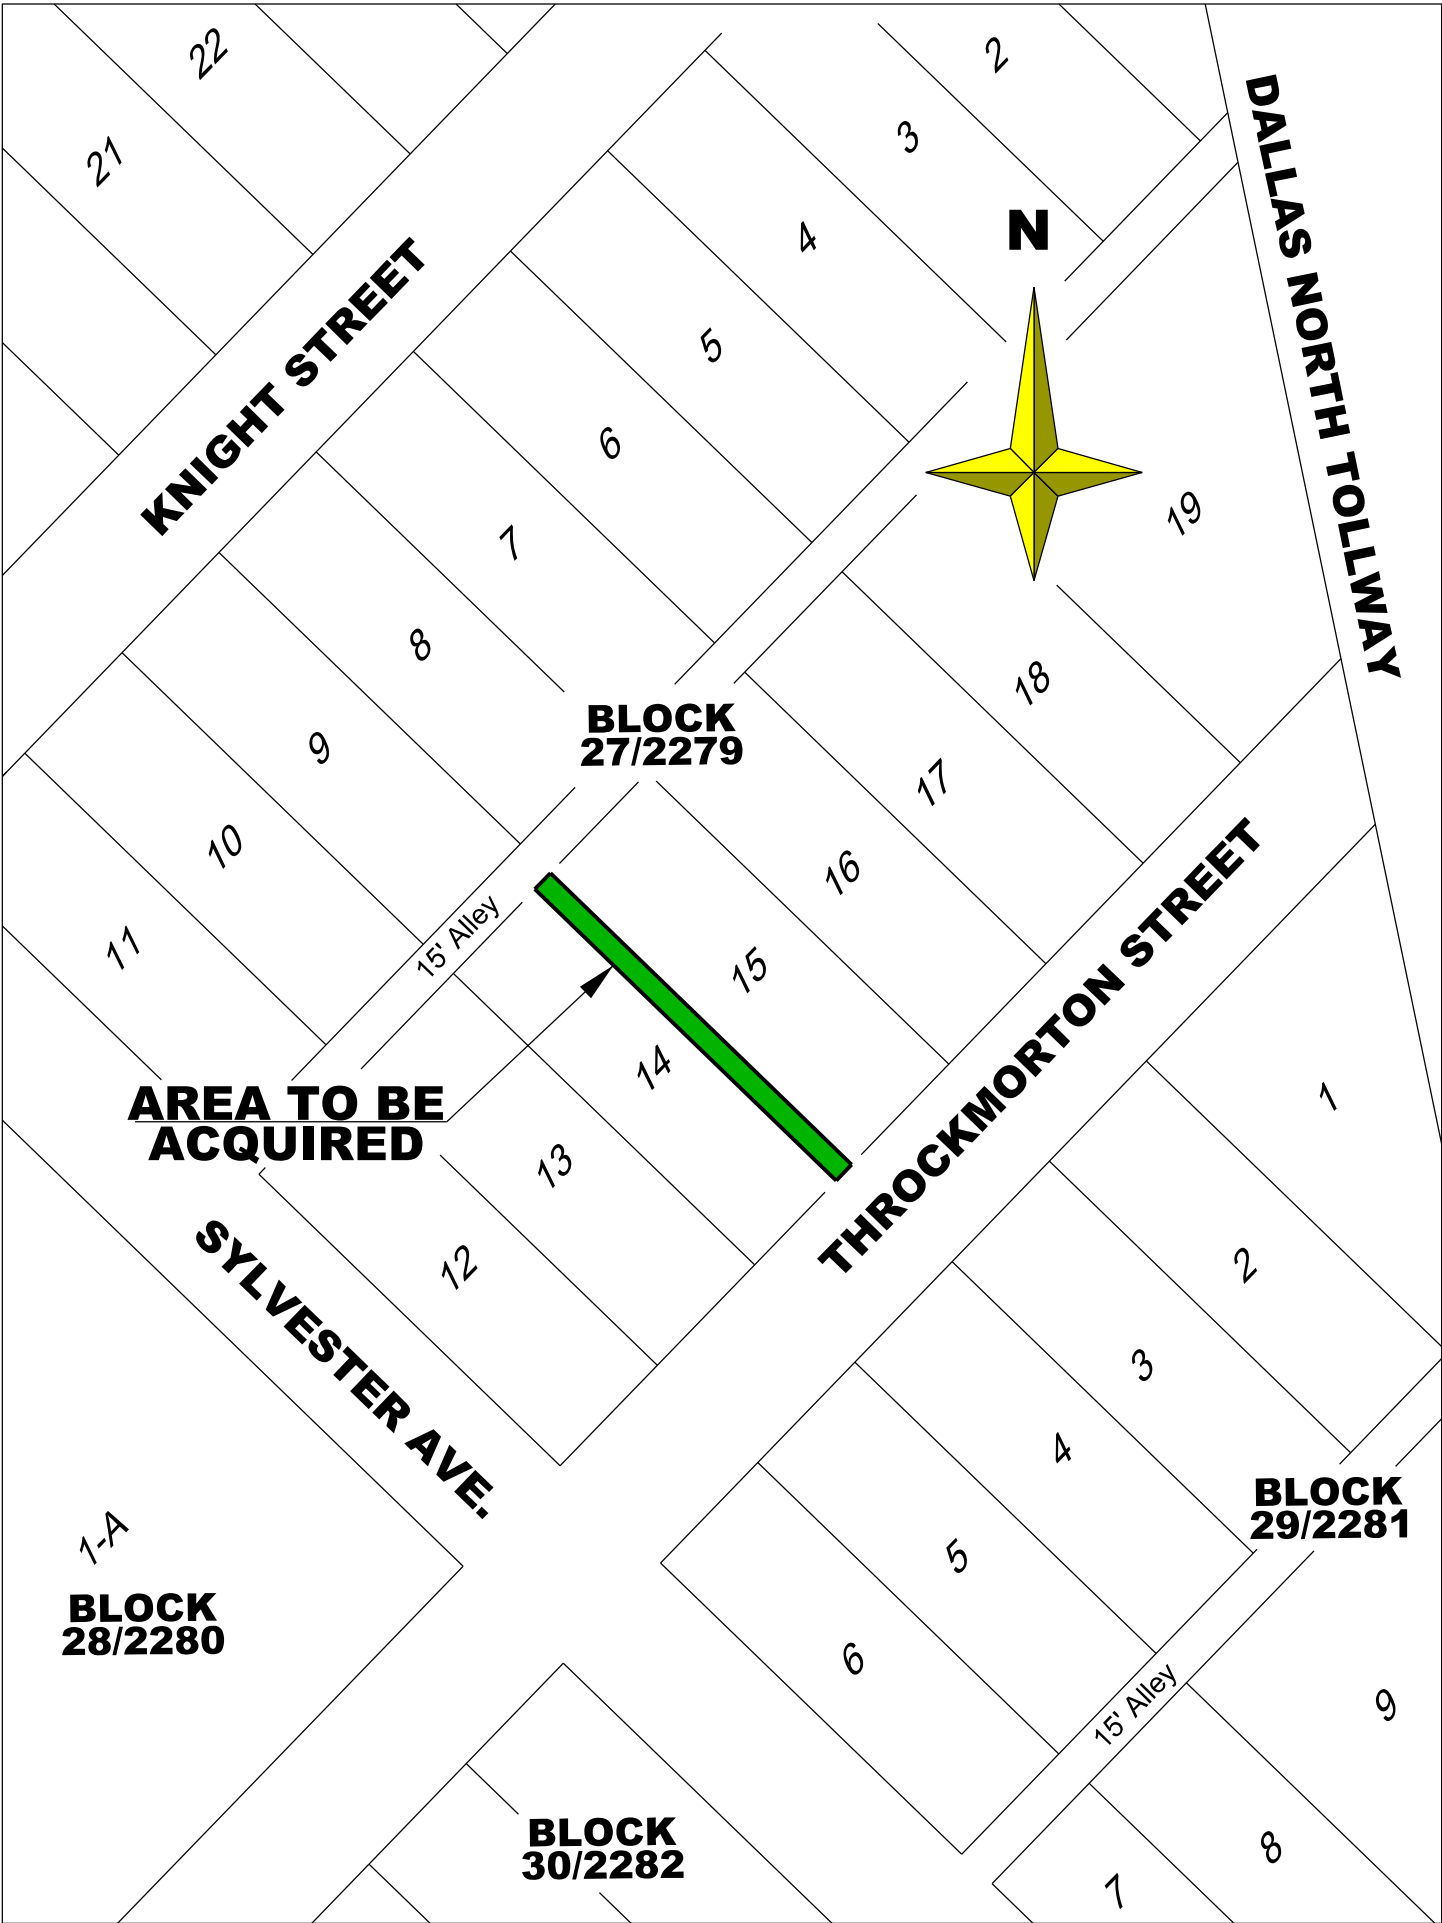 22
2
21
3
DALLAS NORTH TOLLWAY
N
4
KNIGHT STREET
5
6
19
7
8
18
BLOCK
27/2279
9
17
10
16
11
15' Alley
15
THROCKMORTON STREET
14
AREA TO BE
ACQUIRED
1
13
12
2
SYLVESTER AVE.
3
4
BLOCK
29/2281
1-A
5
BLOCK
28/2280
6
15' Alley
9
BLOCK
30/2282
8
7